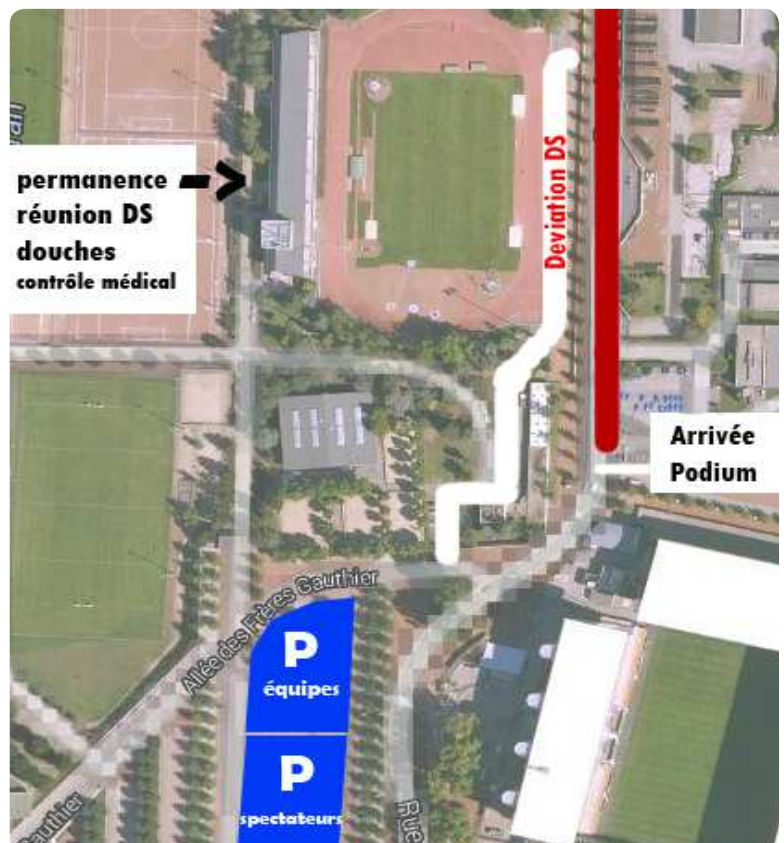 permanence
réunion DS
douches
contrôle médical
Deviation DS
Arrivée
Podium
Allée des Frères Gauthier
P
équipes
P
spectateurs
Gauthier
Rue